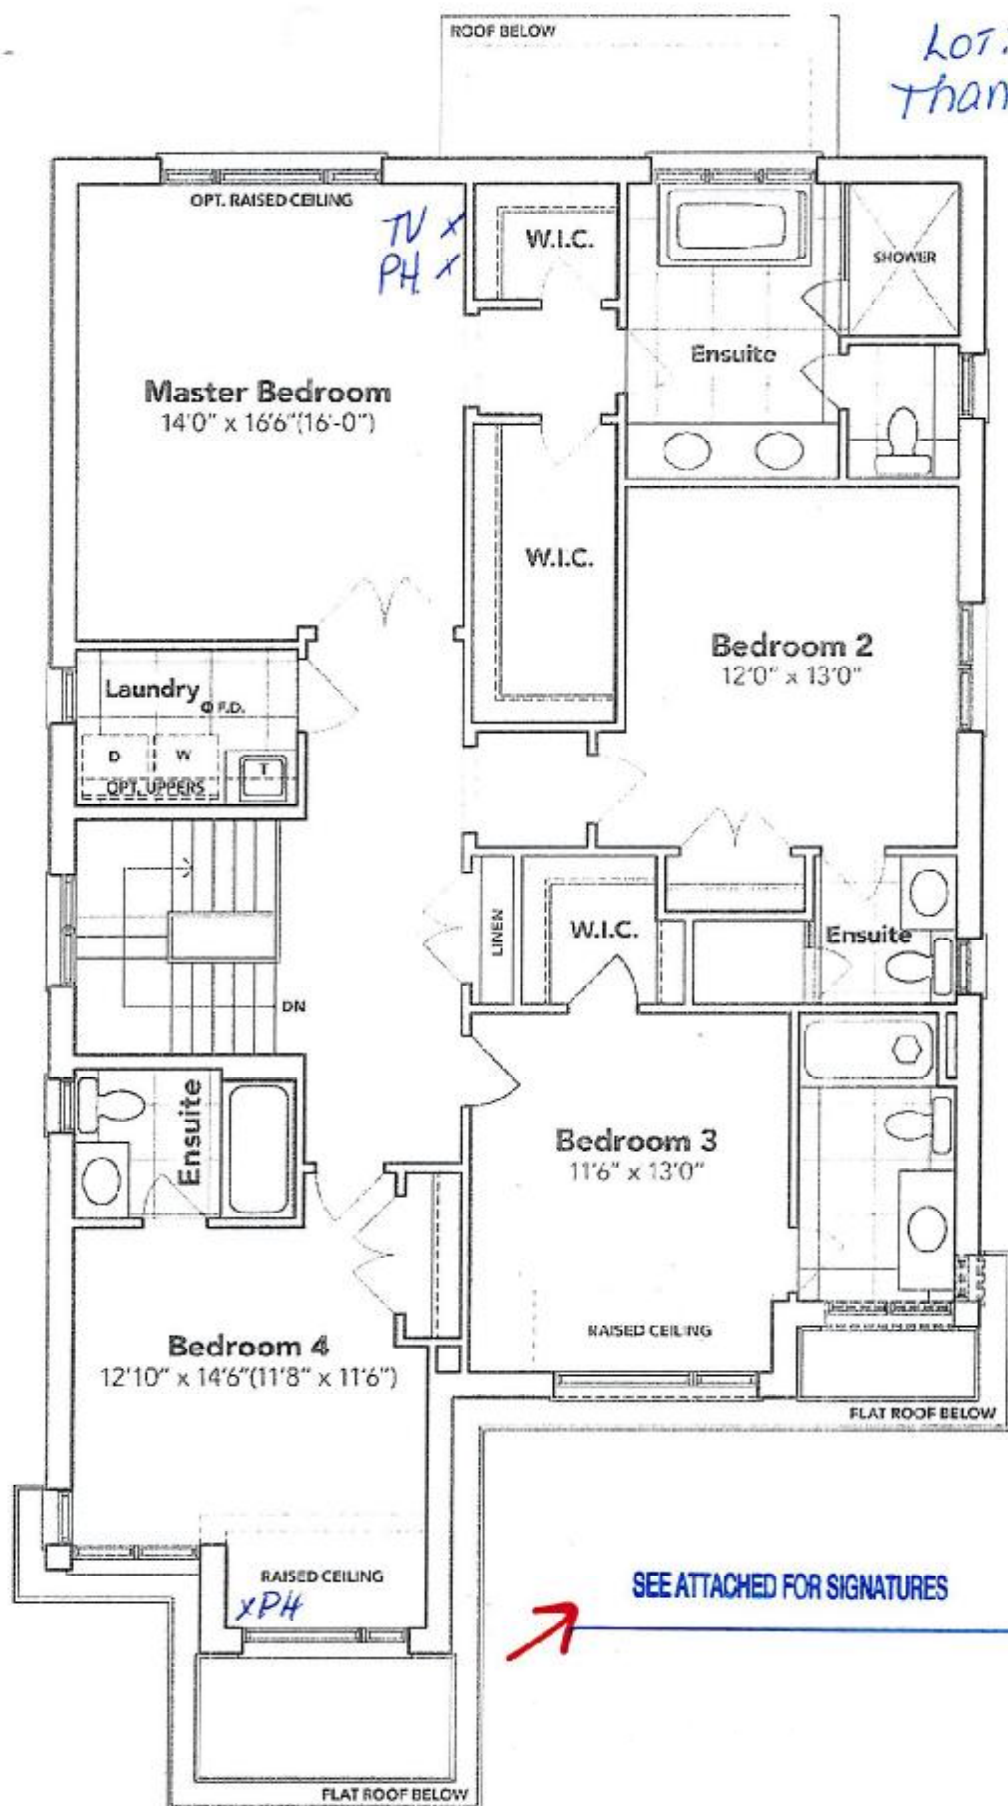 ROOF BELOW
LOT:
Than
OPT. RAISED CEILING
TV x
PH. x
W.I.C.
SHOWER
Ensuite
Master Bedroom
14'0" x 16'6"(16'-0")
W.I.C.
Bedroom 2
12'0" x 13'0"
Laundry
F.D.
D
W
T
OPT. UPPERS
LINEN
W.I.C.
Ensuite
DN
Ensuite
Bedroom 3
11'6" x 13'0"
RAISED CEILING
Bedroom 4
12'10" x 14'6"(11'8" x 11'6")
FLAT ROOF BELOW
RAISED CEILING
xPH
SEE ATTACHED FOR SIGNATURES
FLAT ROOF BELOW